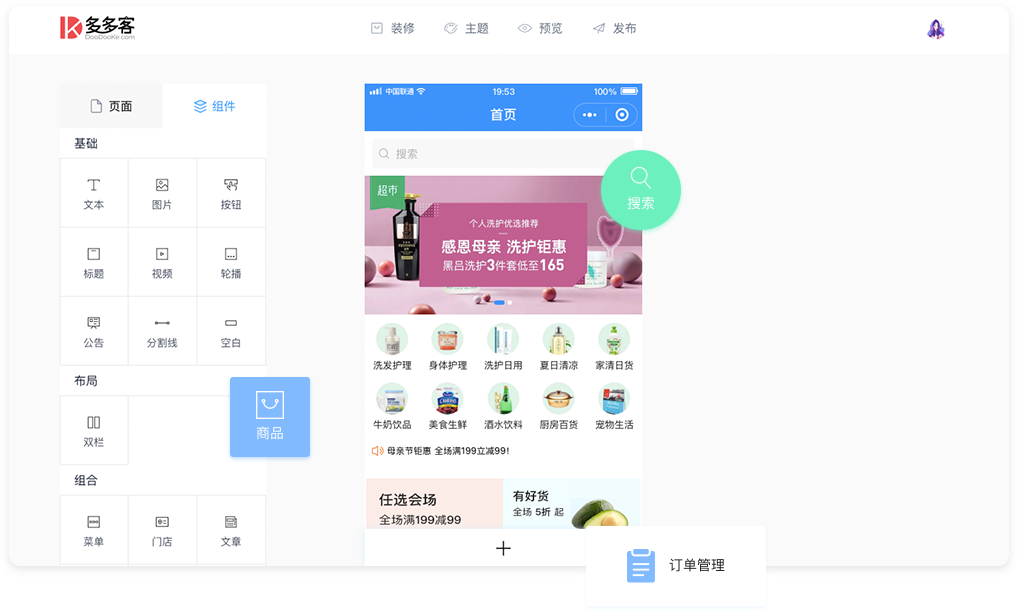 多多客
DooDooKe.com
装修
主题
预览
发布
页面
组件
基础
文本
图片
按钮
标题
视频
轮播
公告
分割线
空白
布局
双栏
商品
组合
菜单
门店
文章
中国联通
19:53
100%
首页
搜索
搜索
超市
个人洗护优选推荐
感恩母亲 洗护钜惠
黑吕洗护3件套低至165
洗发护理
身体护理
洗护日用
夏日清凉
家清日货
牛奶饮品
美食生鲜
酒水饮料
厨房百货
宠物生活
母亲节钜惠 全场满199立减99!
任选会场
全场满199减99
有好货
全场 5折 起
订单管理